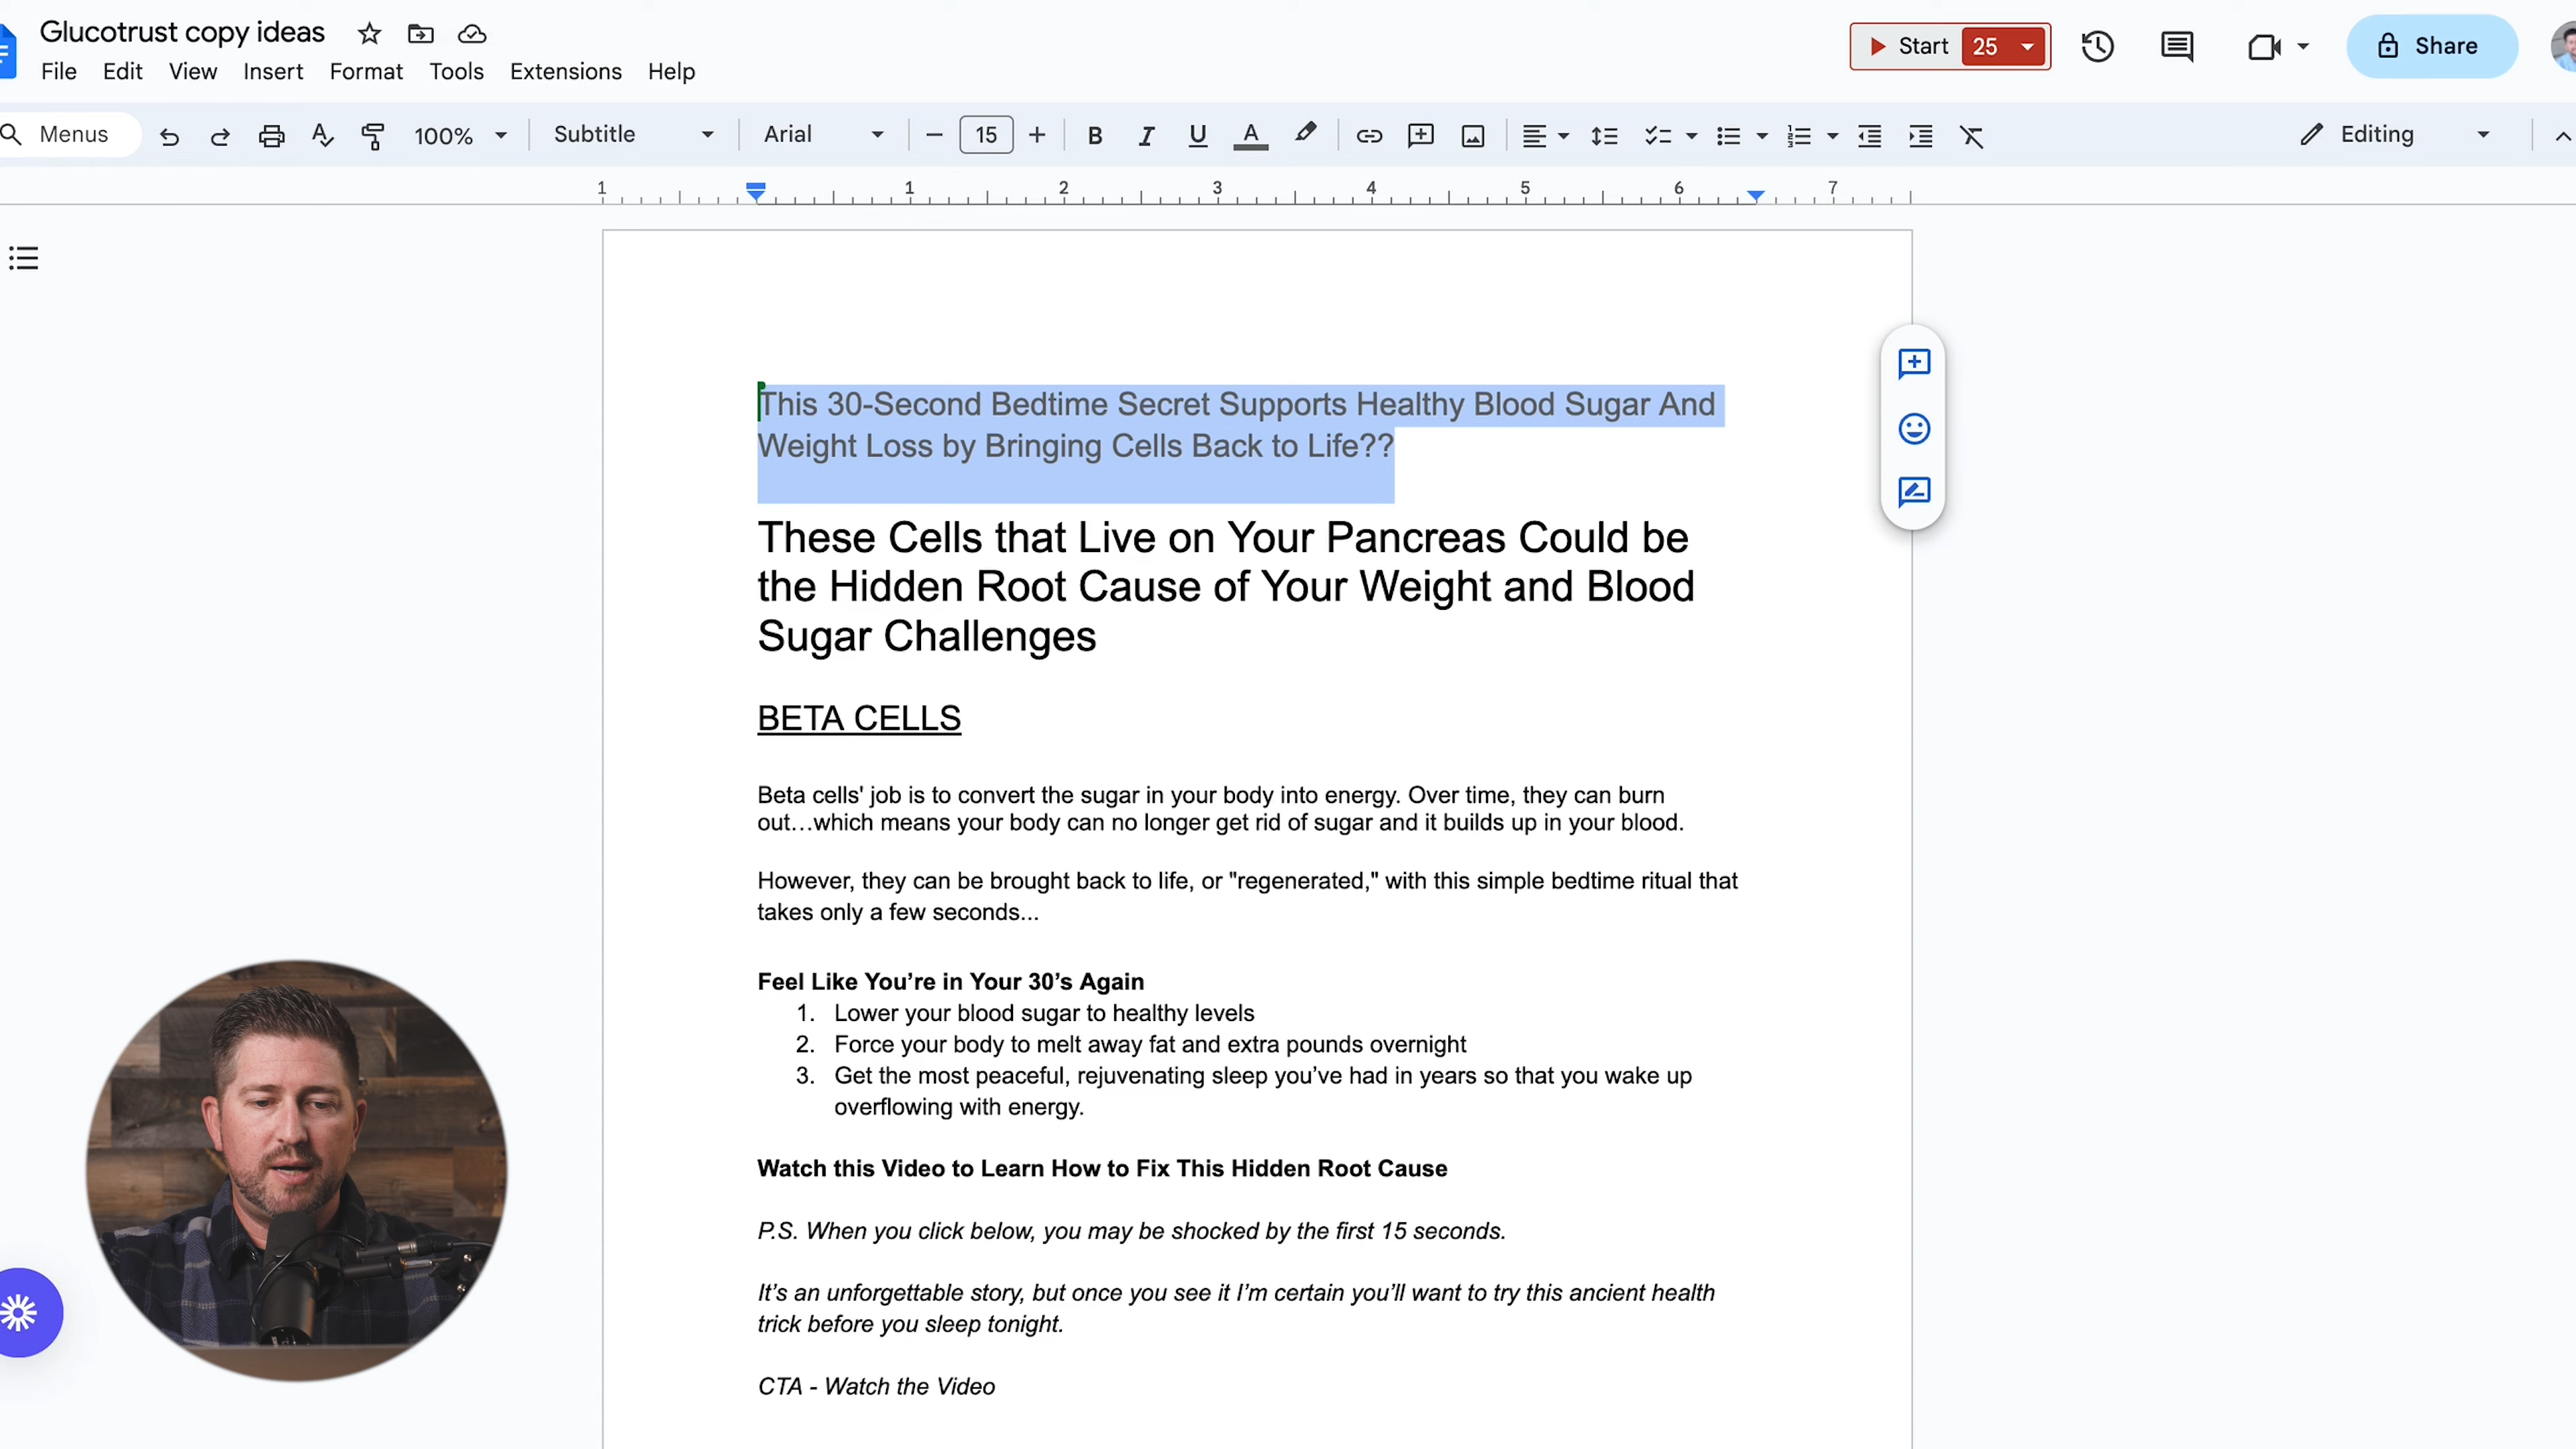 Glucotrust copy ideas
Start 25
Share
File Edit View Insert Format Tools Extensions Help
Menus 100% Subtitle Arial 15 Editing
1 1 2 3 4 5 6 7
This 30-Second Bedtime Secret Supports Healthy Blood Sugar And
Weight Loss by Bringing Cells Back to Life??
These Cells that Live on Your Pancreas Could be
the Hidden Root Cause of Your Weight and Blood
Sugar Challenges
BETA CELLS
Beta cells' job is to convert the sugar in your body into energy. Over time, they can burn
out…which means your body can no longer get rid of sugar and it builds up in your blood.
However, they can be brought back to life, or "regenerated," with this simple bedtime ritual that
takes only a few seconds...
Feel Like You’re in Your 30’s Again
1. Lower your blood sugar to healthy levels
2. Force your body to melt away fat and extra pounds overnight
3. Get the most peaceful, rejuvenating sleep you’ve had in years so that you wake up
overflowing with energy.
Watch this Video to Learn How to Fix This Hidden Root Cause
P.S. When you click below, you may be shocked by the first 15 seconds.
It’s an unforgettable story, but once you see it I’m certain you’ll want to try this ancient health
trick before you sleep tonight.
CTA - Watch the Video